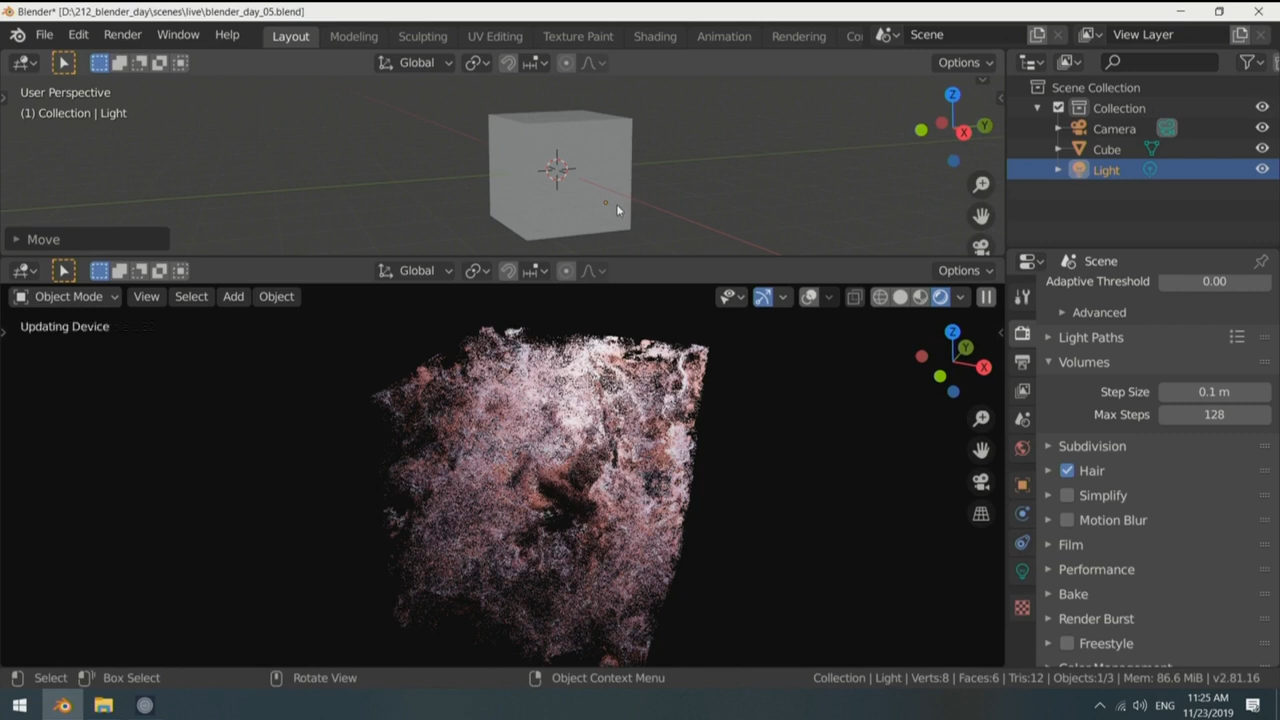 Blender* [D:\212_blender_day\scenes\live\blender_day_05.blend]
File Edit Render Window Help Layout Modeling Sculpting UV Editing Texture Paint Shading Animation Rendering Co Scene View Layer
Global Options
User Perspective
(1) Collection | Light
Z
Y
X
Move
Scene Collection
Collection
Camera
Cube
Light
Global Options
Object Mode View Select Add Object
Updating Device
Z
Y
X
Scene
Adaptive Threshold 0.00
Advanced
Light Paths
Volumes
Step Size 0.1 m
Max Steps 128
Subdivision
Hair
Simplify
Motion Blur
Film
Performance
Bake
Render Burst
Freestyle
Color Management
Select Box Select Rotate View Object Context Menu Collection | Light | Verts:8 | Faces:6 | Tris:12 | Objects:1/3 | Mem: 86.6 MiB | v2.81.16
ENG
11:25 AM
11/23/2019